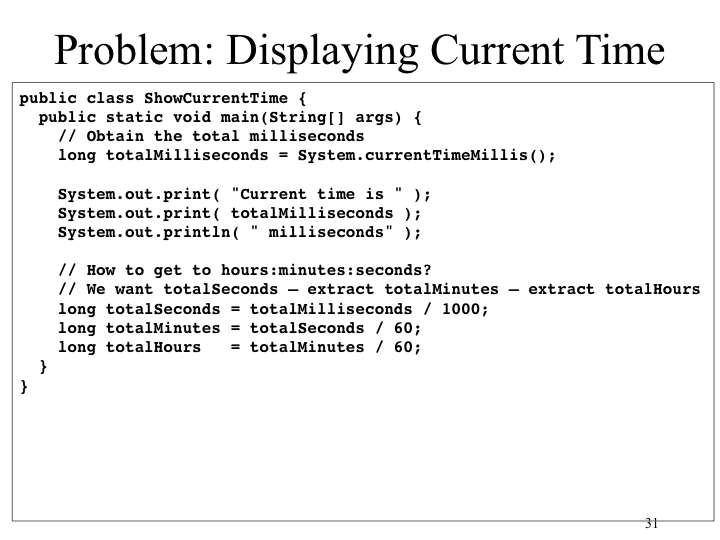 Problem: Displaying Current Time
public class ShowCurrentTime {
  public static void main(String[] args) {
    // Obtain the total milliseconds
    long totalMilliseconds = System.currentTimeMillis();

    System.out.print( "Current time is " );
    System.out.print( totalMilliseconds );
    System.out.println( " milliseconds" );

    // How to get to hours:minutes:seconds?
    // We want totalSeconds – extract totalMinutes – extract totalHours
    long totalSeconds = totalMilliseconds / 1000;
    long totalMinutes = totalSeconds / 60;
    long totalHours   = totalMinutes / 60;
  }
}
31